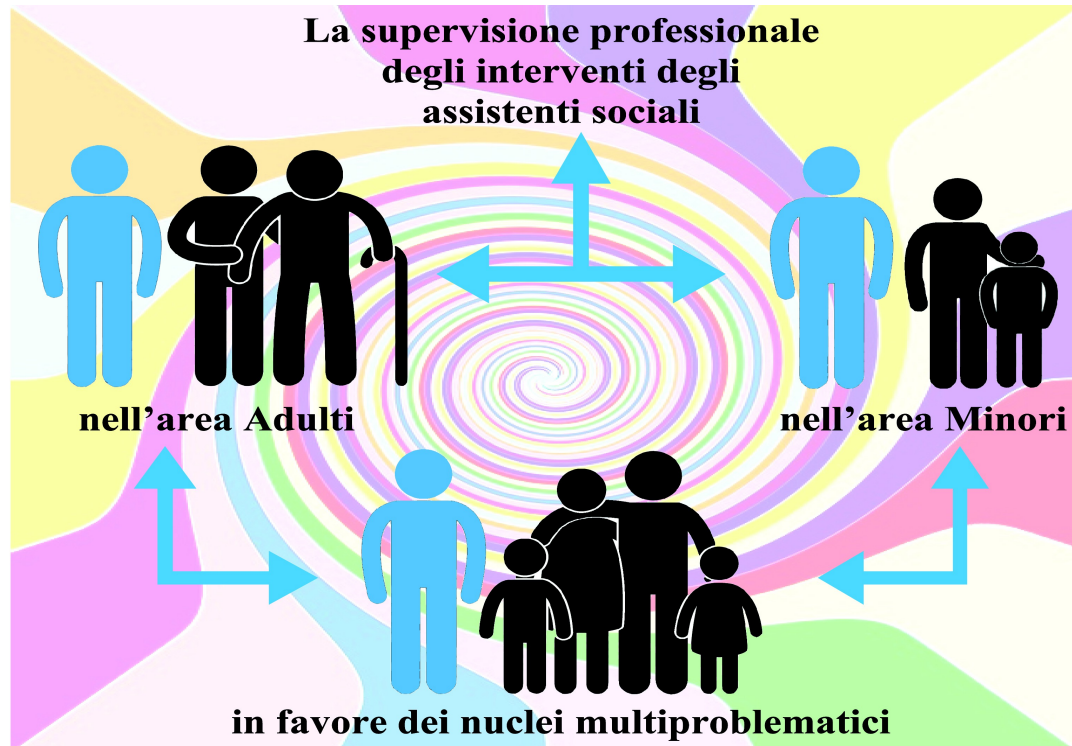 La supervisione professionale
degli interventi degli
assistenti sociali
nell’area Adulti
nell’area Minori
in favore dei nuclei multiproblematici